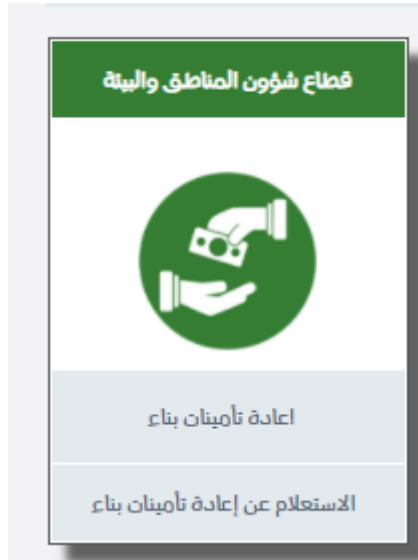 قطاع شؤون المناطق والبيئة
اعادة تأمينات بناء
الاستعلام عن إعادة تأمينات بناء